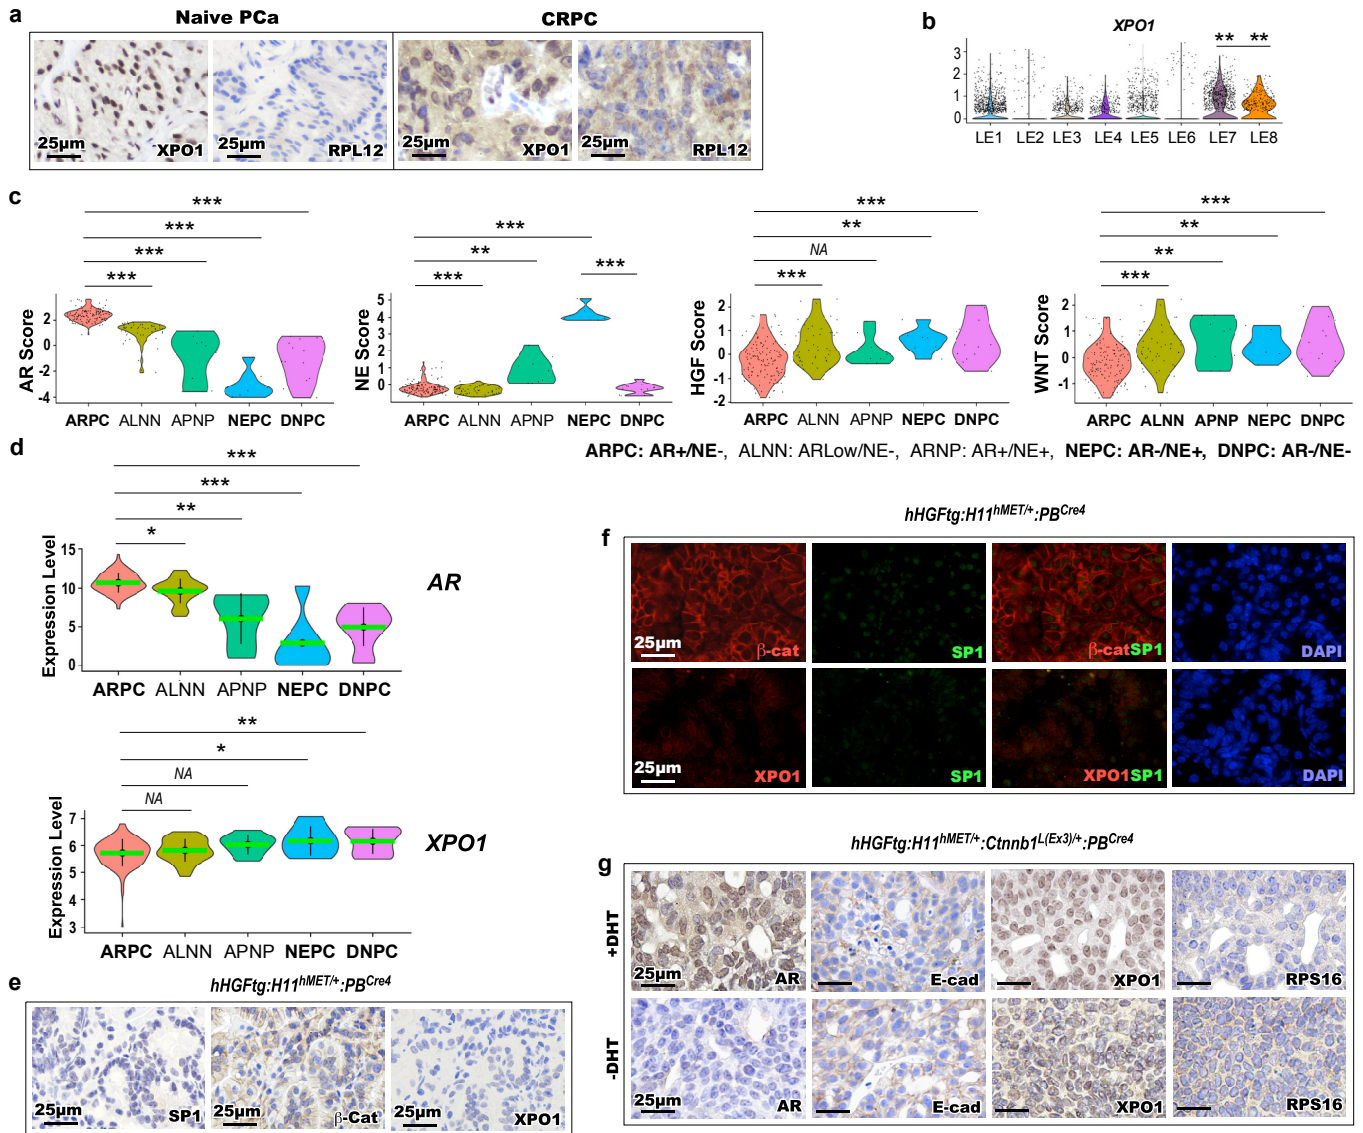 a
Naive PCa
CRPC
25µm
XPO1
25µm
RPL12
25µm
XPO1
25µm
RPL12
b
XPO1
** **
3
2
1
0
LE1 LE2 LE3 LE4 LE5 LE6 LE7 LE8
c
***
***
***
***
AR Score
2
0
-2
-4
ARPC ALNN APNP NEPC DNPC
***
**
***
***
NE Score
5
4
3
2
1
0
ARPC ALNN APNP NEPC DNPC
***
**
NA
***
HGF Score
2
1
0
-1
-2
ARPC ALNN APNP NEPC DNPC
***
**
**
***
WNT Score
2
1
0
-1
ARPC ALNN APNP NEPC DNPC
ARPC: AR+/NE-, ALNN: ARLow/NE-, ARNP: AR+/NE+, NEPC: AR-/NE+, DNPC: AR-/NE-
d
***
***
**
*
Expression Level
15
10
5
0
AR
ARPC ALNN APNP NEPC DNPC
**
*
NA
NA
Expression Level
7
6
5
4
3
XPO1
ARPC ALNN APNP NEPC DNPC
e
hHGFtg:H11hMET/+:PBCre4
25µm
SP1
25µm
β-Cat
25µm
XPO1
hHGFtg:H11hMET/+:PBCre4
f
25µm
β-cat
SP1
β-catSP1
DAPI
25µm
XPO1
SP1
XPO1SP1
DAPI
hHGFtg:H11hMET/+:Ctnnb1L(Ex3)/+:PBCre4
g
+DHT
25µm
AR
E-cad
XPO1
RPS16
-DHT
25µm
AR
E-cad
XPO1
RPS16